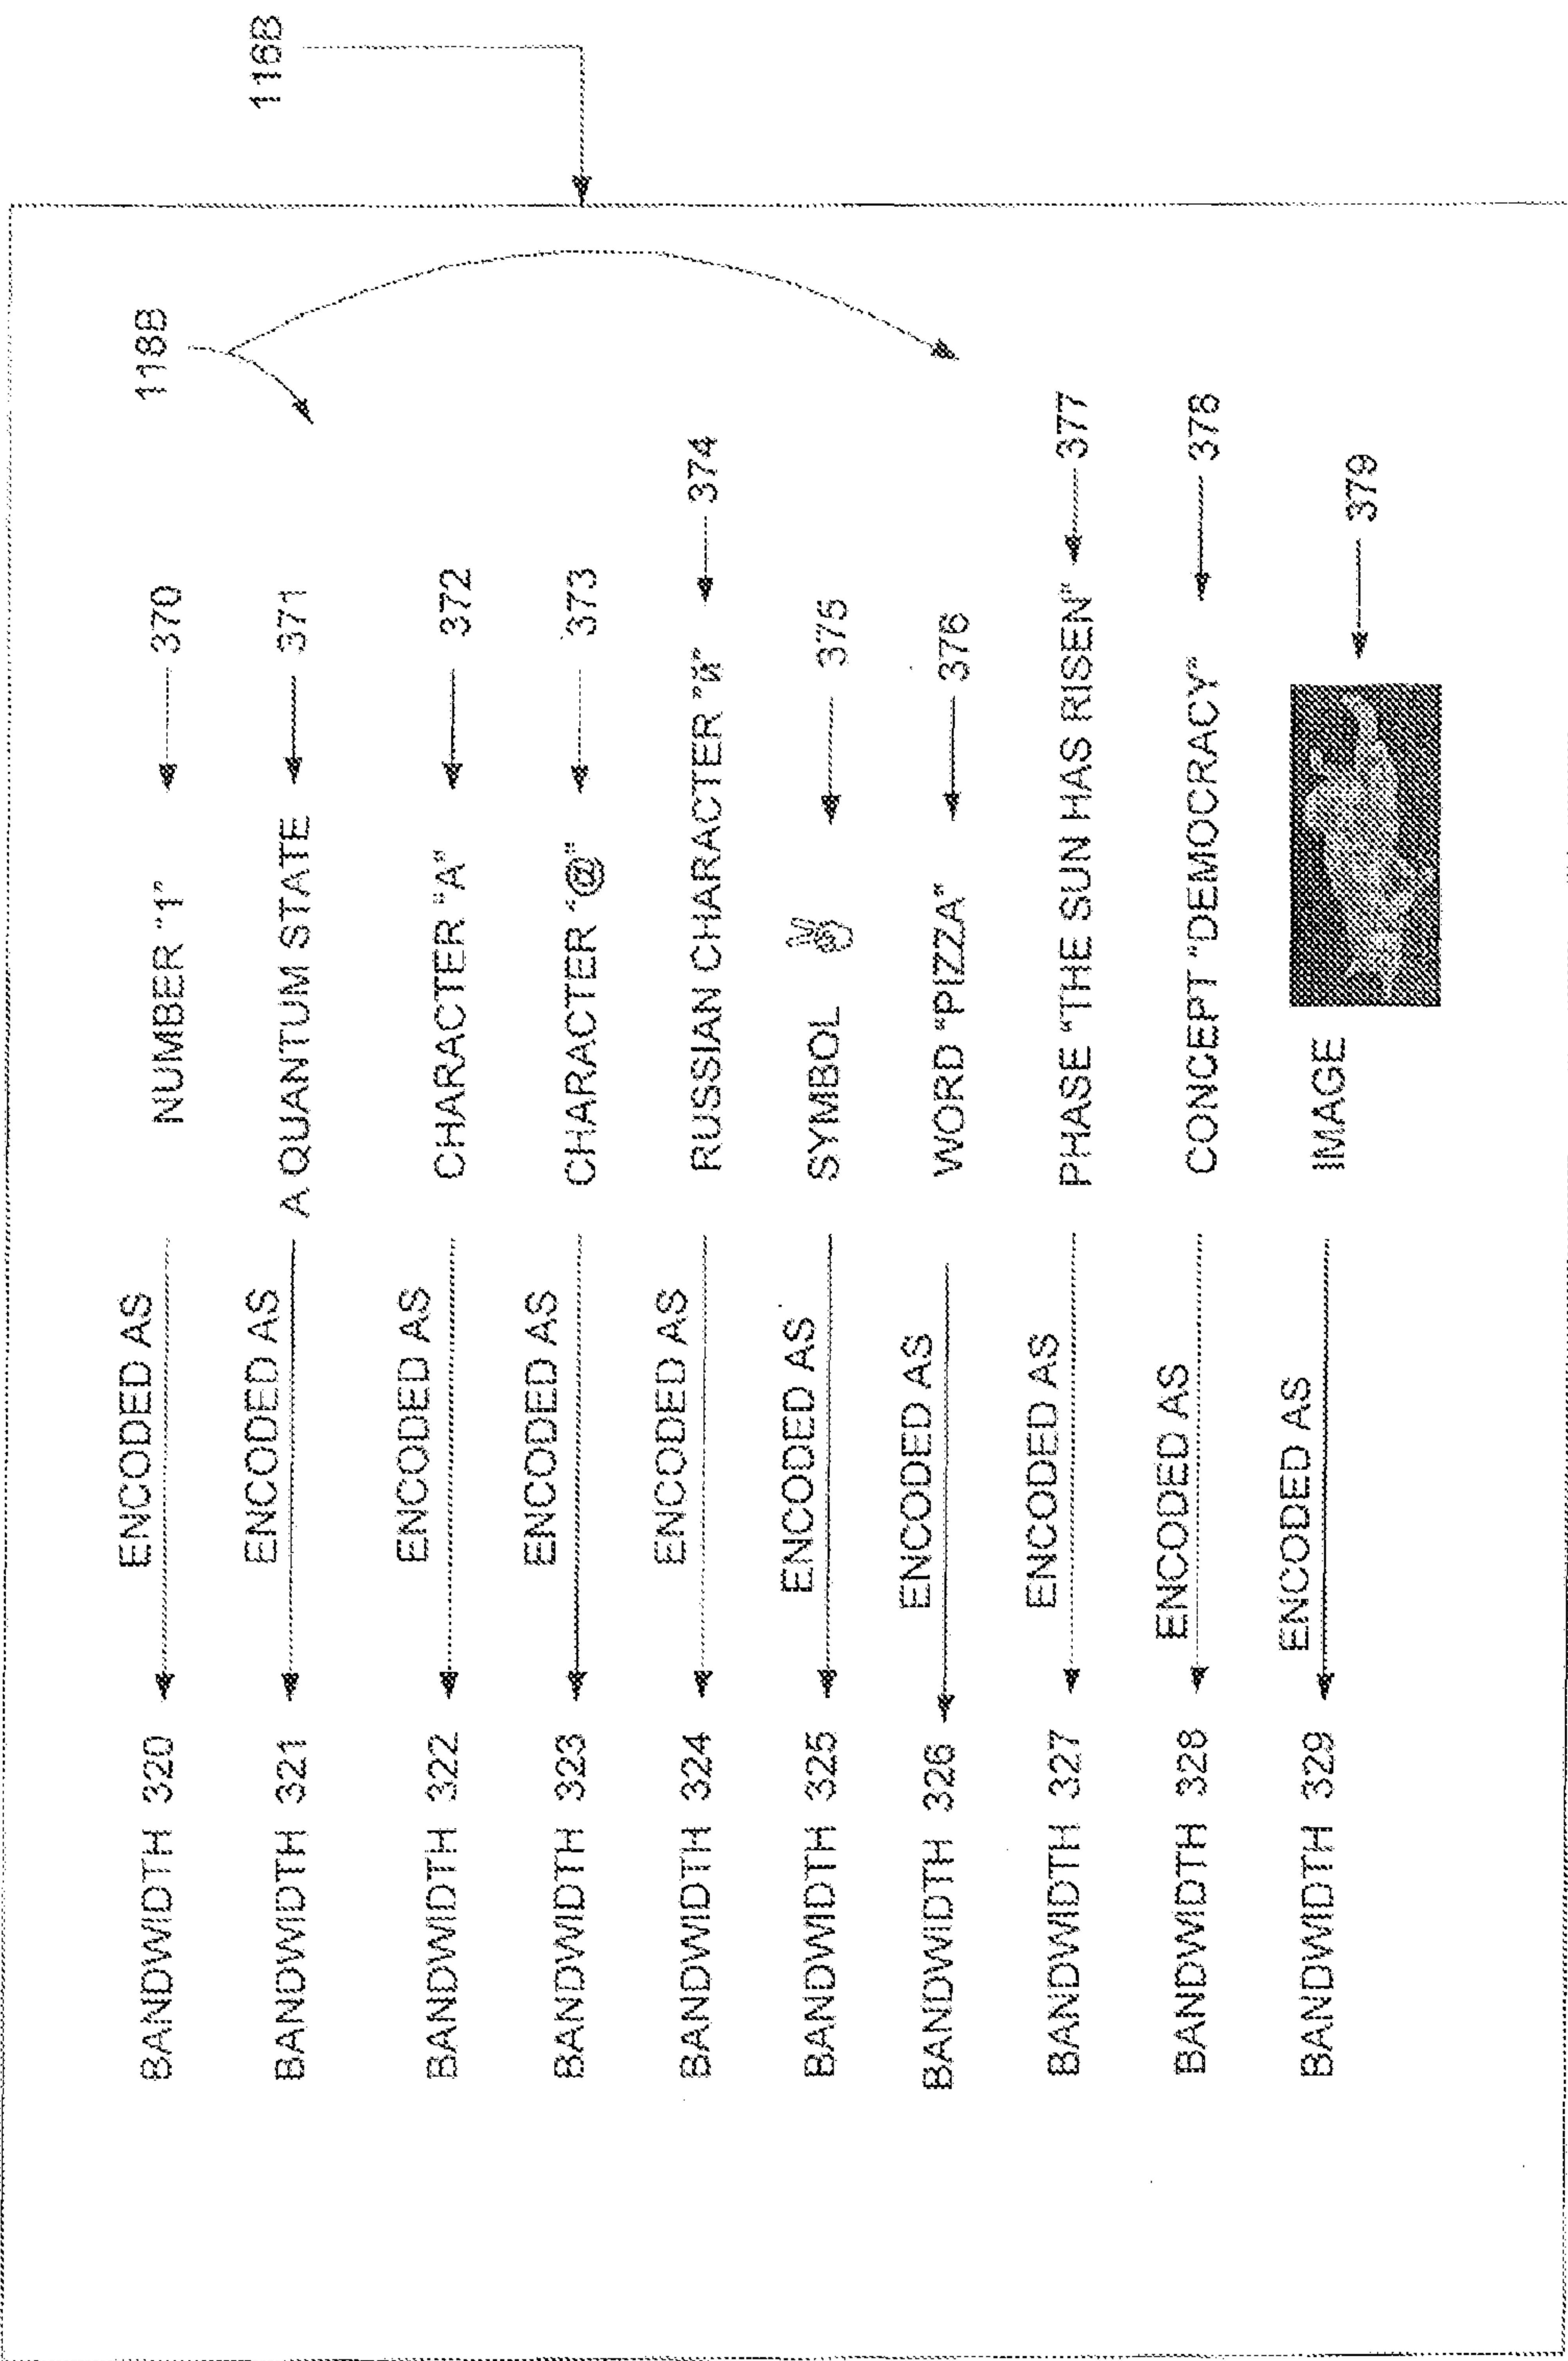 ENCODED AS
BANDWIDTH 320 NUMBER "1" 370 118B
ENCODED AS
BANDWIDTH 321 A QUANTUM STATE 371 116B
ENCODED AS
BANDWIDTH 322 CHARACTER "A" 372
ENCODED AS
BANDWIDTH 323 CHARACTER "@" 373
ENCODED AS
BANDWIDTH 324 RUSSIAN CHARACTER "й" 374
ENCODED AS
BANDWIDTH 325 SYMBOL ✌ 375
ENCODED AS
BANDWIDTH 326 WORD "PIZZA" 376
ENCODED AS
BANDWIDTH 327 PHASE "THE SUN HAS RISEN" 377
ENCODED AS
BANDWIDTH 328 CONCEPT "DEMOCRACY" 378
ENCODED AS
BANDWIDTH 329 IMAGE 379